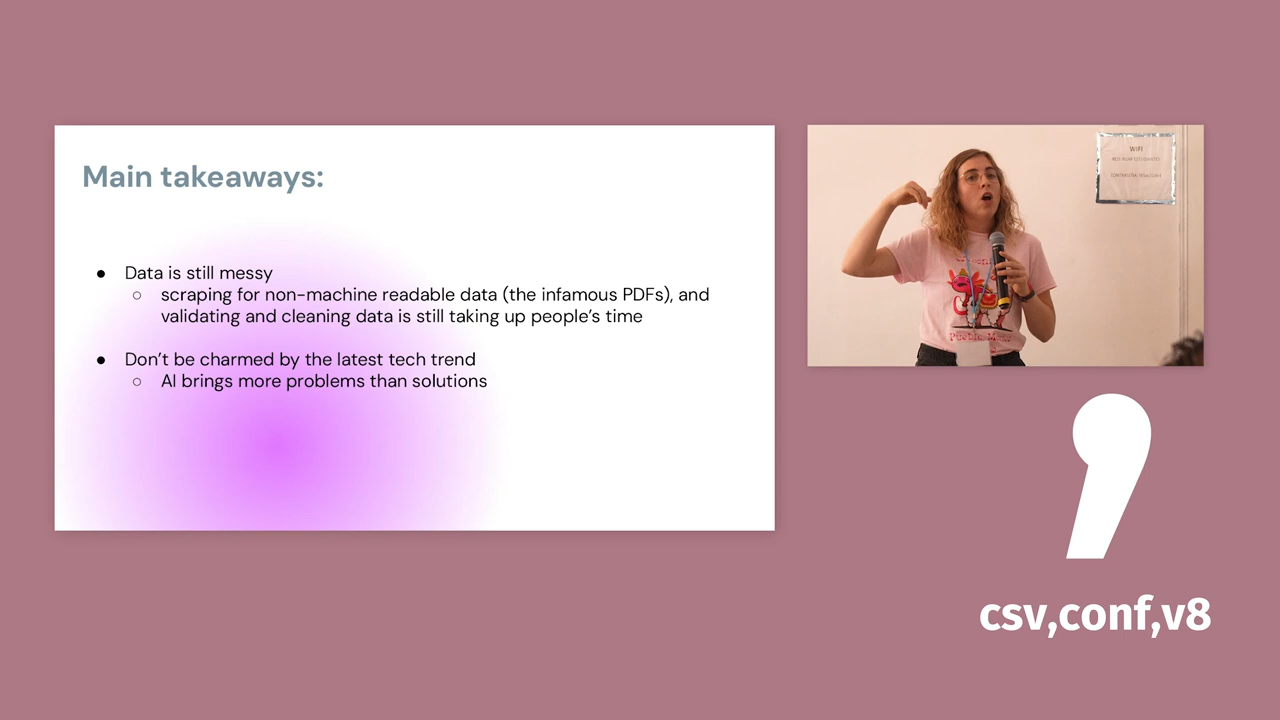 Main takeaways:
● Data is still messy
○ scraping for non-machine readable data (the infamous PDFs), and
validating and cleaning data is still taking up people's time
● Don't be charmed by the latest tech trend
○ AI brings more problems than solutions
WIFI
csv,conf,v8